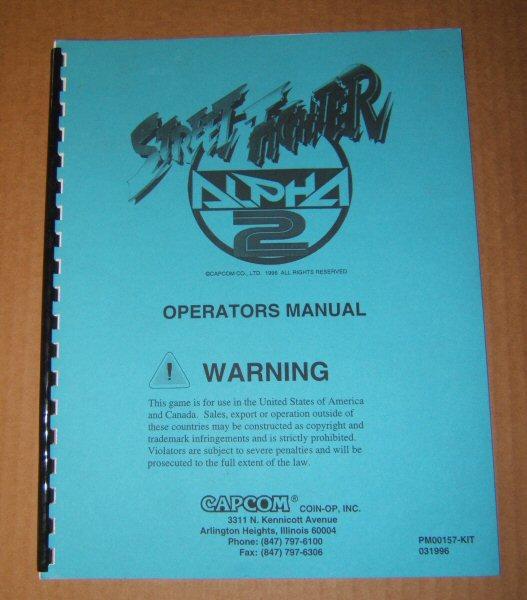 STREET FIGHTER
ALPHA
2
©CAPCOM CO., LTD. 1996 ALL RIGHTS RESERVED
OPERATORS MANUAL
! WARNING
This game is for use in the United States of America
and Canada. Sales, export or operation outside of
these countries may be constructed as copyright and
trademark infringements and is strictly prohibited.
Violators are subject to severe penalties and will be
prosecuted to the full extent of the law.
CAPCOM® COIN-OP, INC.
3311 N. Kennicott Avenue
Arlington Heights, Illinois 60004
Phone: (847) 797-6100
Fax: (847) 797-6306
PM00157-KIT
031996